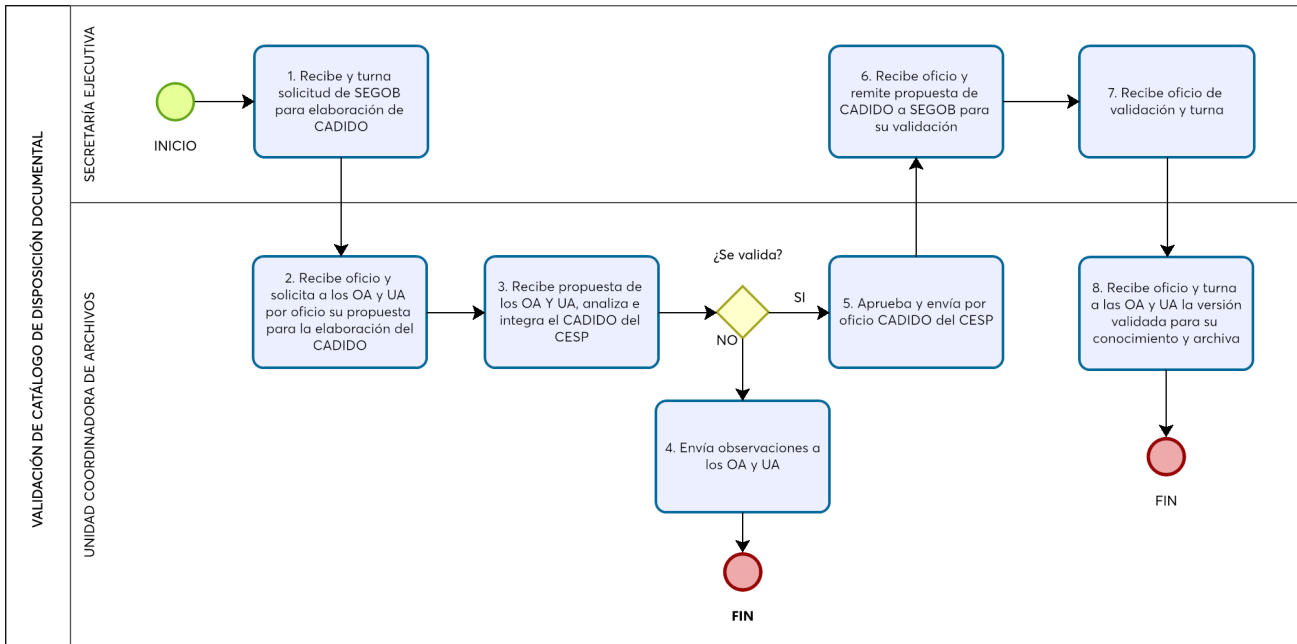 VALIDACIÓN DE CATÁLOGO DE DISPOSICIÓN DOCUMENTAL
SECRETARÍA EJECUTIVA
INICIO
1. Recibe y turna
solicitud de SEGOB
para elaboración de
CADIDO
6. Recibe oficio y
remite propuesta de
CADIDO a SEGOB para
su validación
7. Recibe oficio de
validación y turna
UNIDAD COORDINADORA DE ARCHIVOS
2. Recibe oficio y
solicita a los OA y UA
por oficio su propuesta
para la elaboración del
CADIDO
3. Recibe propuesta de
los OA Y UA, analiza e
integra el CADIDO del
CESP
¿Se valida?
SI
NO
5. Aprueba y envía por
oficio CADIDO del CESP
8. Recibe oficio y turna
a las OA y UA la versión
validada para su
conocimiento y archiva
4. Envía observaciones a
los OA y UA
FIN
FIN